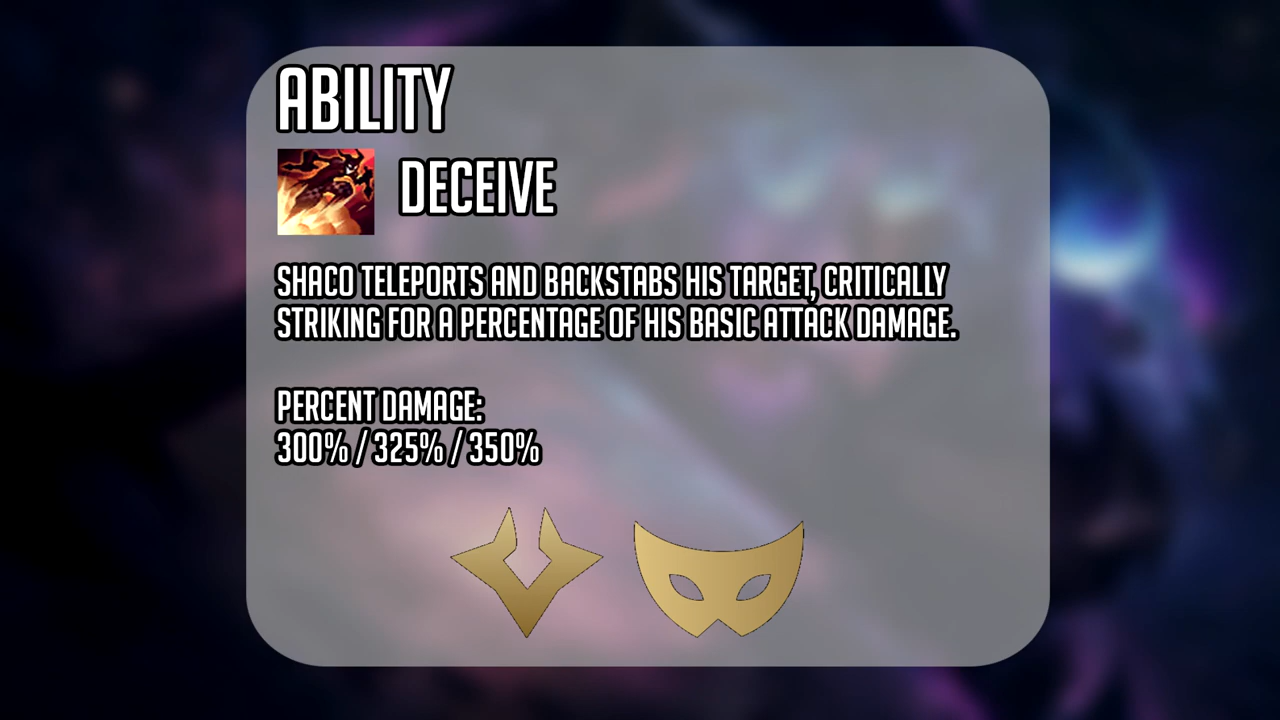 ABILITY
DECEIVE
SHACO TELEPORTS AND BACKSTABS HIS TARGET, CRITICALLY
STRIKING FOR A PERCENTAGE OF HIS BASIC ATTACK DAMAGE.
PERCENT DAMAGE:
300% / 325% / 350%